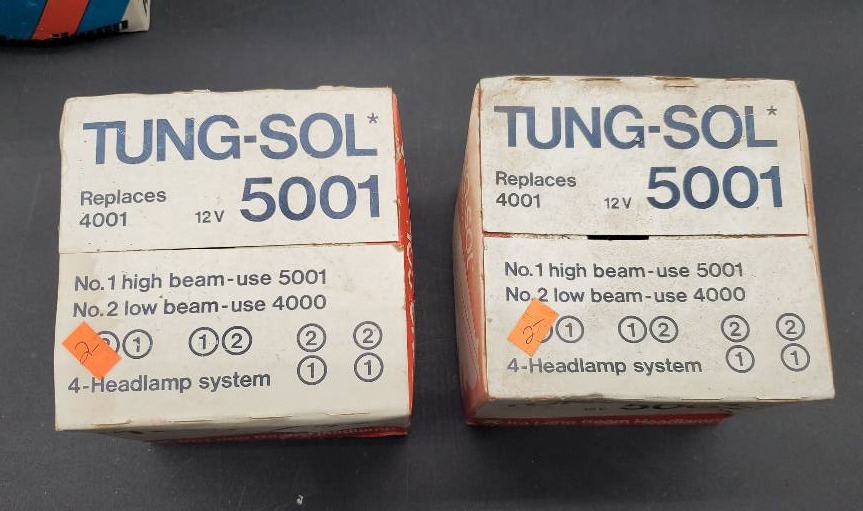 TUNG-SOL*
Replaces
4001 12V 5001
No.1 high beam-use 5001
No.2 low beam-use 4000
2-
① ① ② ② ②
4-Headlamp system ① ①
TUNG-SOL*
Replaces
4001 12V 5001
No.1 high beam-use 5001
No.2 low beam-use 4000
2-
① ① ② ② ②
4-Headlamp system ① ①
Beam Headlamp